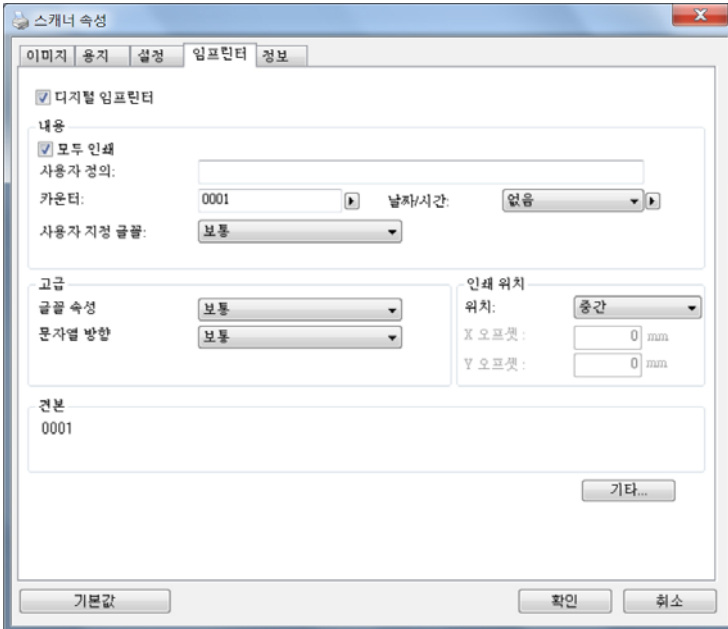 스캐너 속성
이미지 용지 설정 임프린터 정보
디지털 임프린터
내용
모두 인쇄
사용자 정의:
카운터: 0001 날짜/시간: 없음
사용자 지정 글꼴: 보통
고급
글꼴 속성 보통
문자열 방향 보통
인쇄 위치
위치: 중간
X 오프셋 : 0 mm
Y 오프셋 : 0 mm
견본
0001
기타...
기본값 확인 취소